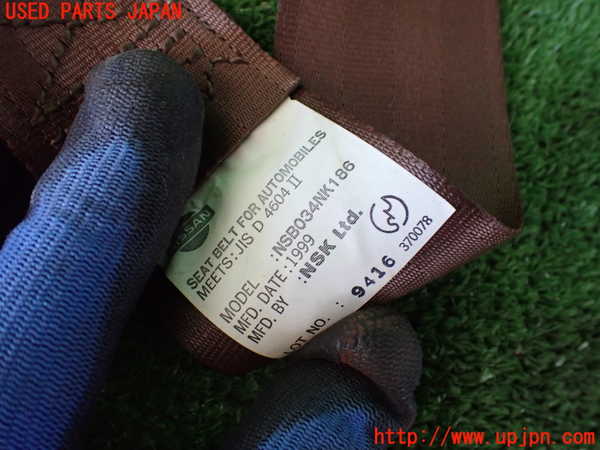 USED PARTS JAPAN
NISSAN
SEAT BELT FOR AUTOMOBILES
MEETS:JIS D 4604 II
MODEL :NSB034NK186
MFD. DATE:1999
MFD. BY :NSK Ltd.
LOT NO. : 9416 370078
http://www.upjpn.com/